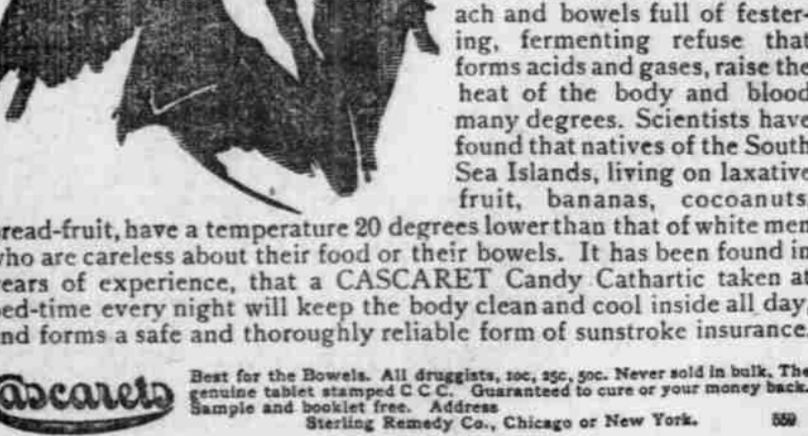 ach and bowels full of fester-
ing, fermenting refuse that
forms acids and gases, raise the
heat of the body and blood
many degrees. Scientists have
found that natives of the South
Sea Islands, living on laxative
fruit, bananas, cocoanuts
read-fruit, have a temperature 20 degrees lower than that of white men
who are careless about their food or their bowels. It has been found in
ears of experience, that a CASCARET Candy Cathartic taken a
ed-time every night will keep the body clean and cool inside all day,
nd forms a safe and thoroughly reliable form of sunstroke insurance.
Cascarets
Best for the Bowels. All druggists, 10c, 25c, 50c. Never sold in bulk. The
genuine tablet stamped C C C. Guaranteed to cure or your money back.
Sample and booklet free. Address
Sterling Remedy Co., Chicago or New York. 559